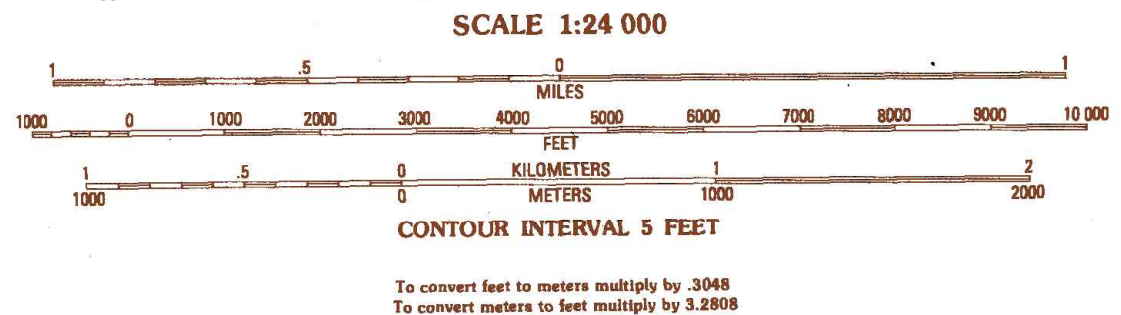 SCALE 1:24 000
1 .5 0 1
MILES
1000 0 1000 2000 3000 4000 5000 6000 7000 8000 9000 10 000
FEET
1 .5 0 KILOMETERS 1 2
1000 0 METERS 1000 2000
CONTOUR INTERVAL 5 FEET
To convert feet to meters multiply by .3048
To convert meters to feet multiply by 3.2808